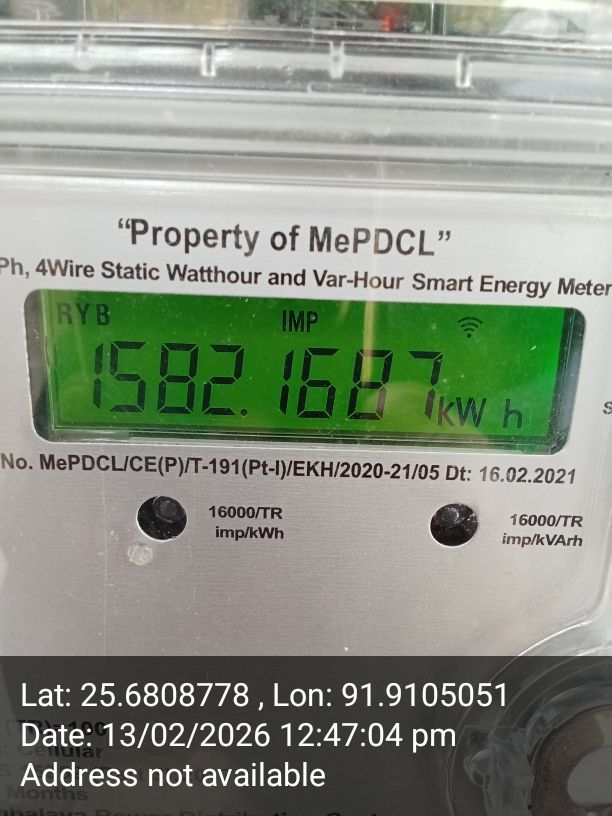 “Property of MePDCL”
Ph, 4Wire Static Watthour and Var-Hour Smart Energy Meter
RYB IMP
1582.1687kWh
No. MePDCL/CE(P)/T-191(Pt-I)/EKH/2020-21/05 Dt: 16.02.2021
16000/TR 16000/TR
imp/kWh imp/kVArh
Lat: 25.6808778 , Lon: 91.9105051
Date: 13/02/2026 12:47:04 pm
Address not available
Months